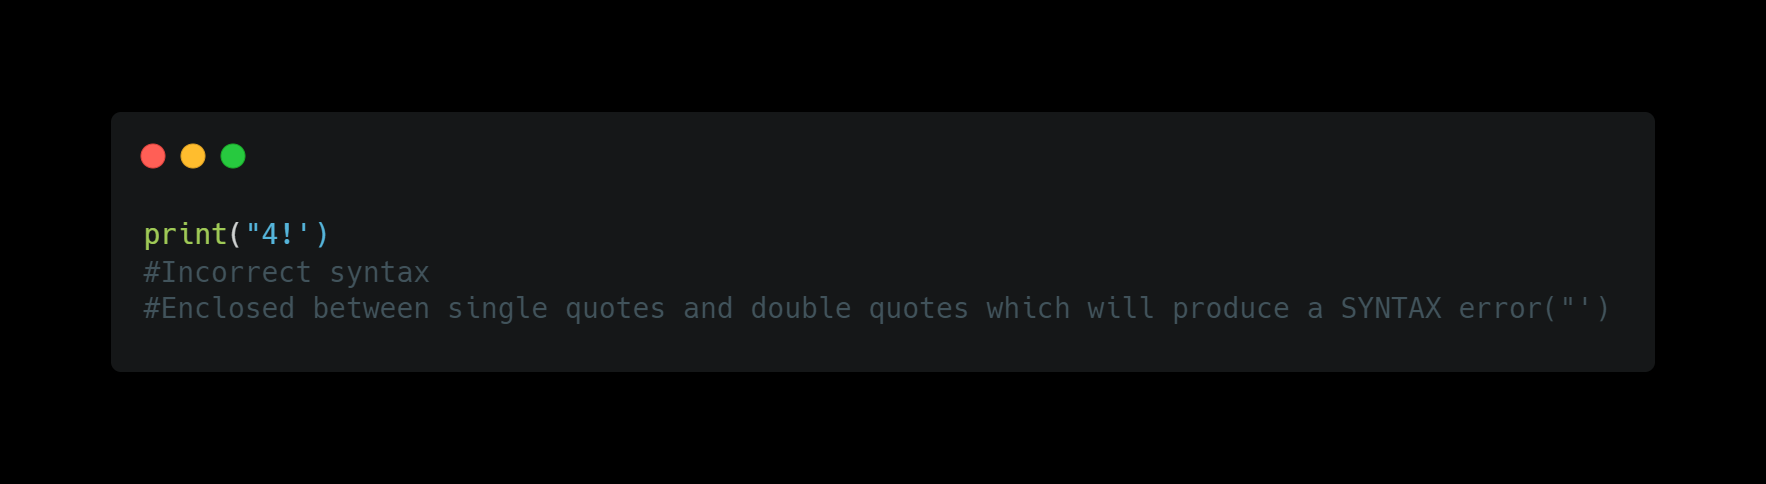 print("4!')
#Incorrect syntax
#Enclosed between single quotes and double quotes which will produce a SYNTAX error("')